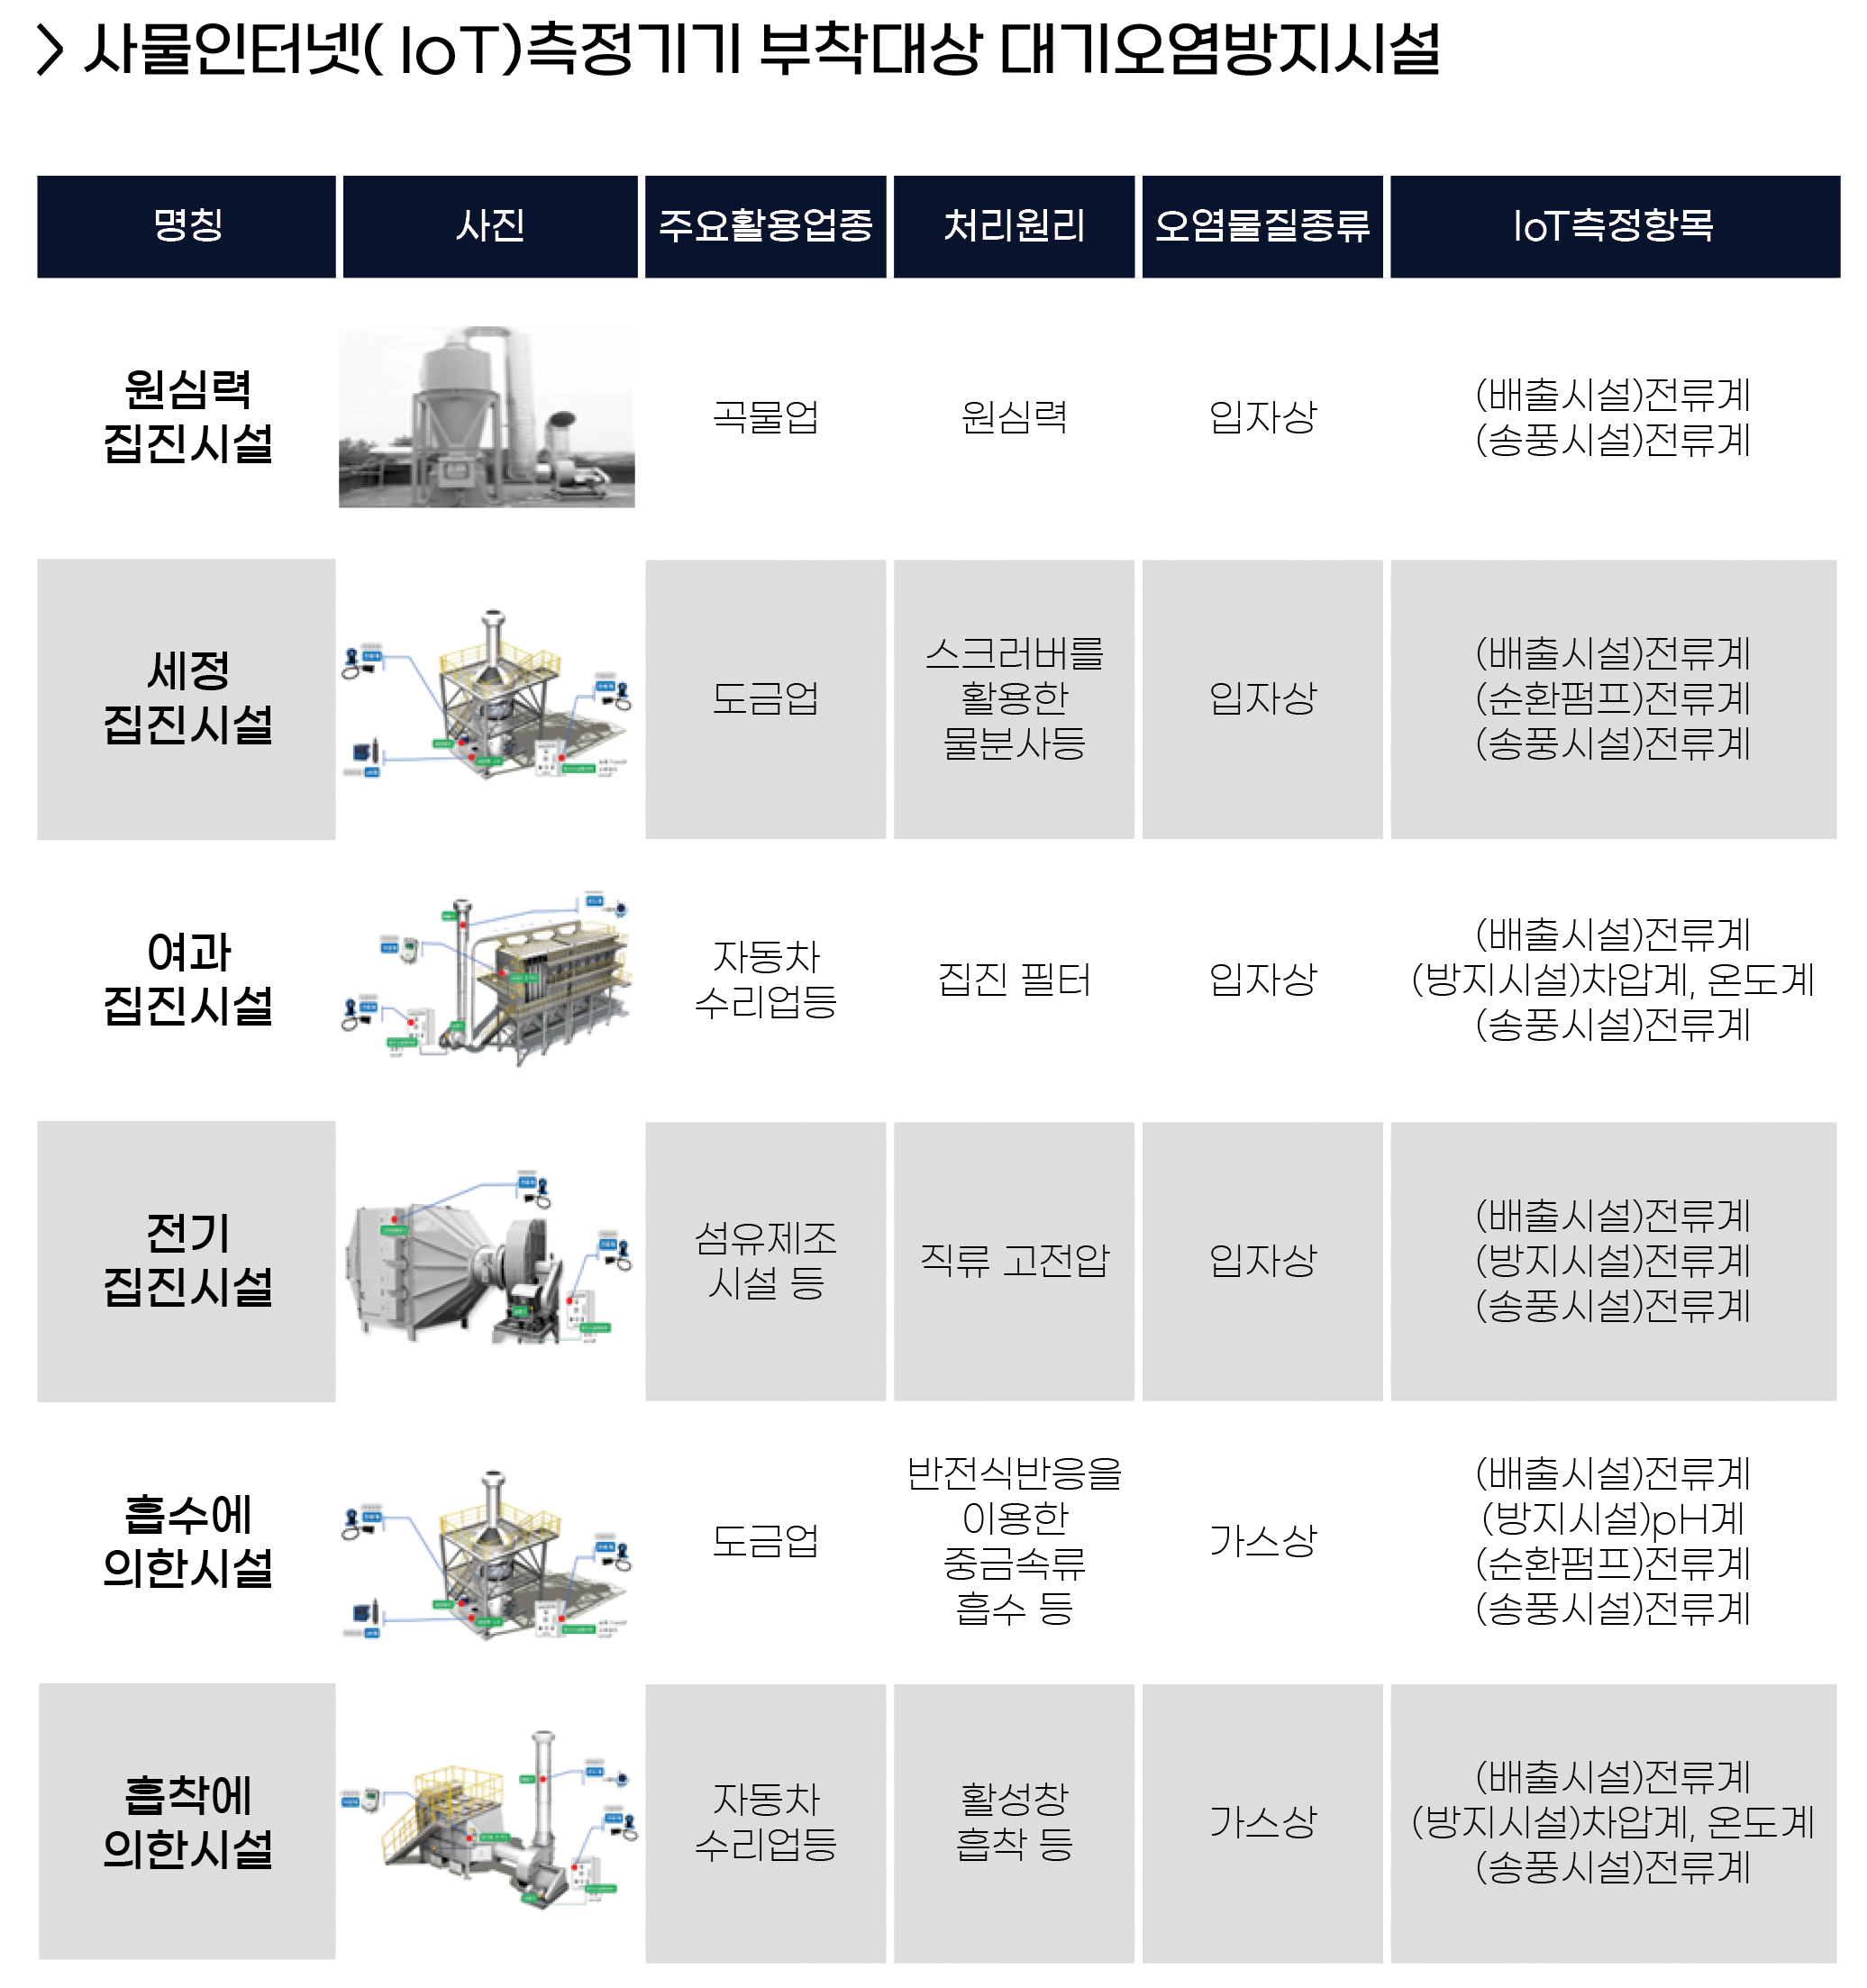 > 사물인터넷( IoT)측정기기 부착대상 대기오염방지시설
명칭 사진 주요활용업종 처리원리 오염물질종류 IoT측정항목
원심력
집진시설
곡물업
원심력
입자상
(배출시설)전류계
(송풍시설)전류계
세정
집진시설
도금업
스크러버를
활용한
물분사등
입자상
(배출시설)전류계
(순환펌프)전류계
(송풍시설)전류계
여과
집진시설
자동차
수리업등
집진 필터
입자상
(배출시설)전류계
(방지시설)차압계, 온도계
(송풍시설)전류계
전기
집진시설
섬유제조
시설 등
직류 고전압
입자상
(배출시설)전류계
(방지시설)전류계
(송풍시설)전류계
흡수에
의한시설
도금업
반전식반응을
이용한
중금속류
흡수 등
가스상
(배출시설)전류계
(방지시설)pH계
(순환펌프)전류계
(송풍시설)전류계
흡착에
의한시설
자동차
수리업등
활성창
흡착 등
가스상
(배출시설)전류계
(방지시설)차압계, 온도계
(송풍시설)전류계